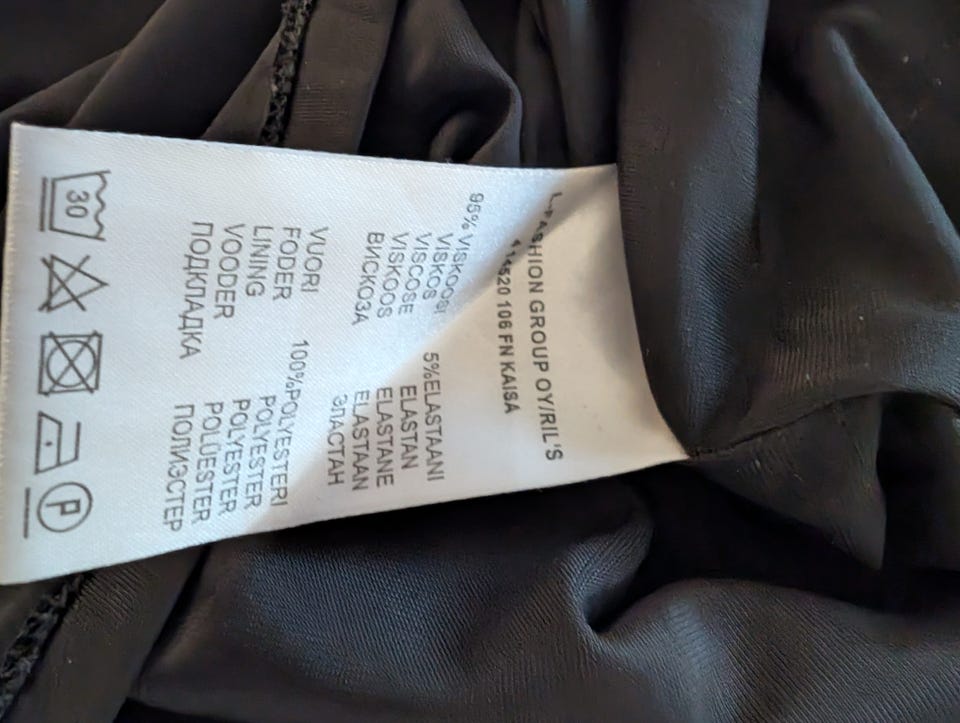 L-FASHION GROUP OY/RIL'S
106 FN KAISA
95% VISKOOSI 5%ELASTAANI
VISKOS ELASTAN
VISCOSE ELASTANE
VISKOOS ELASTAAN
ВИСКОЗА ЭЛАСТАН
VUORI 100%POLYESTERI
FODER POLYESTER
LINING POLYESTER
VOODER POLÜESTER
ПОДКЛАДКА ПОЛИЭСТЕР
30 P